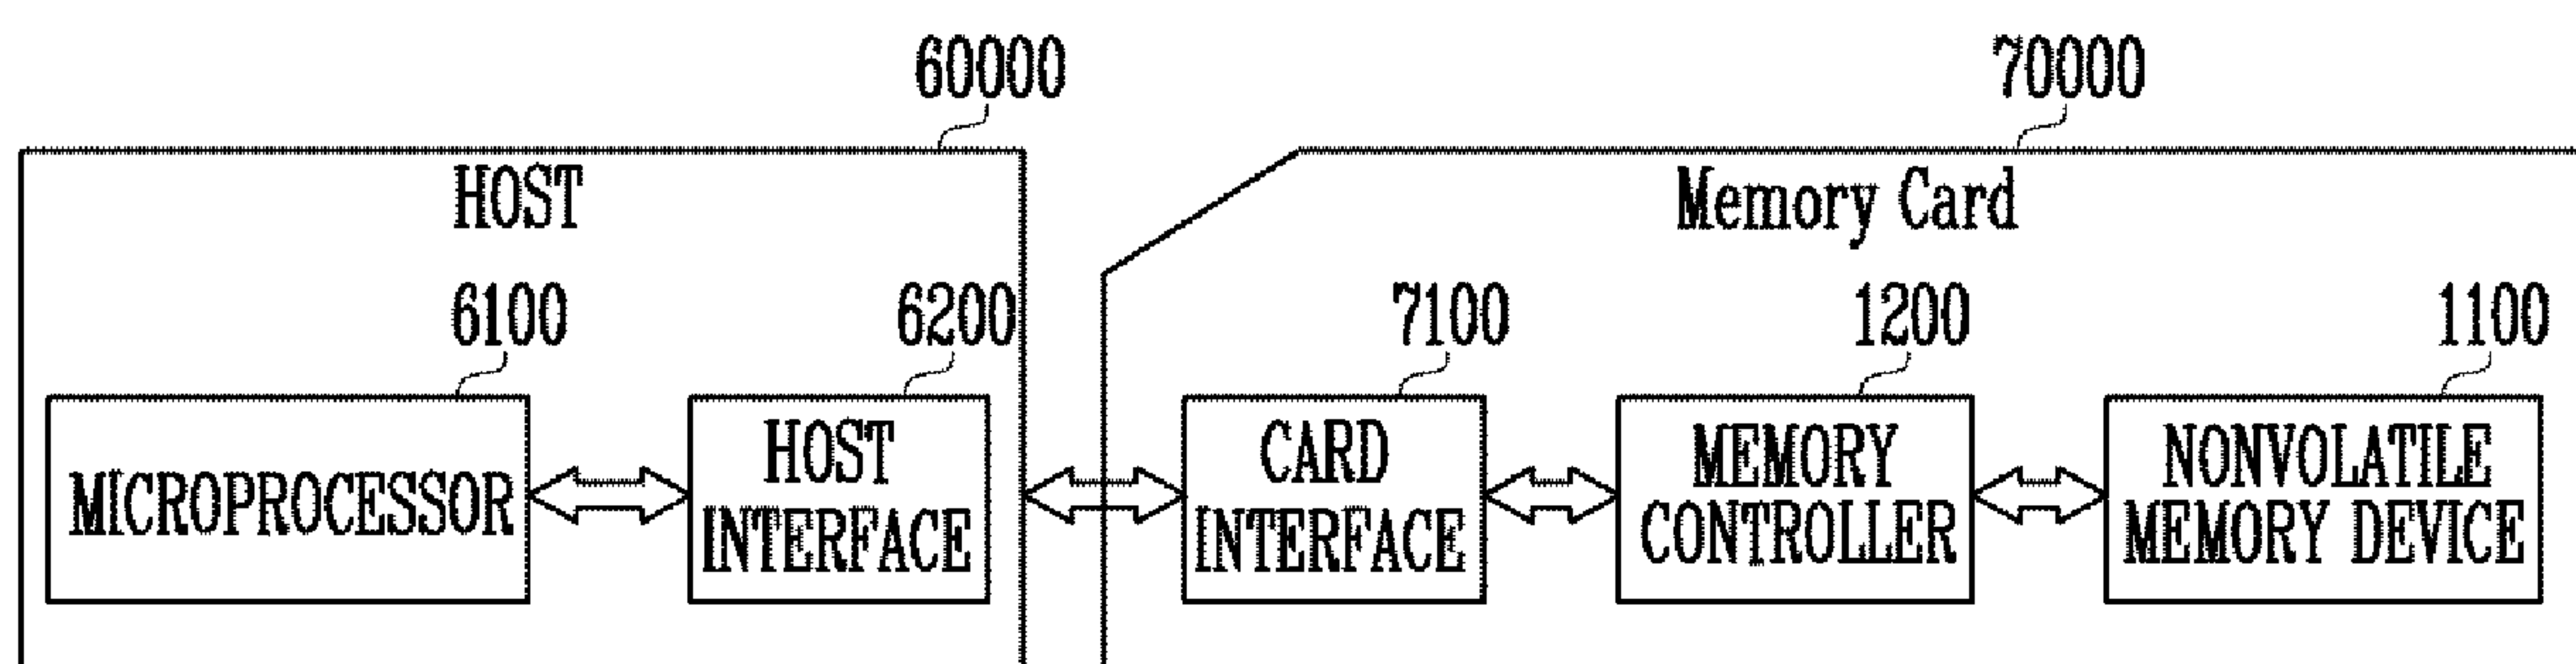 60000
70000
HOST
Memory Card
6100
6200
7100
1200
1100
MICROPROCESSOR
HOST
INTERFACE
CARD
INTERFACE
MEMORY
CONTROLLER
NONVOLATILE
MEMORY DEVICE